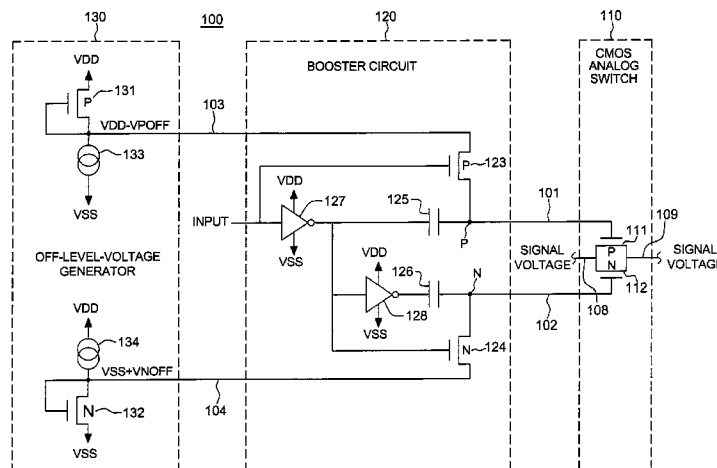 130
100
120
110
CMOS
ANALOG
SWITCH
BOOSTER CIRCUIT
VDD
P
131
103
VDD-VPOFF
133
VSS
P
123
VDD
127
125
INPUT
VSS
P
101
111
109
SIGNAL
VOLTAGE
P
N
SIGNAL
VOLTAGE
112
108
OFF-LEVEL-VOLTAGE
GENERATOR
VDD
126
N
VSS
128
102
VDD
134
N
124
VSS+VNOFF
104
N
132
VSS